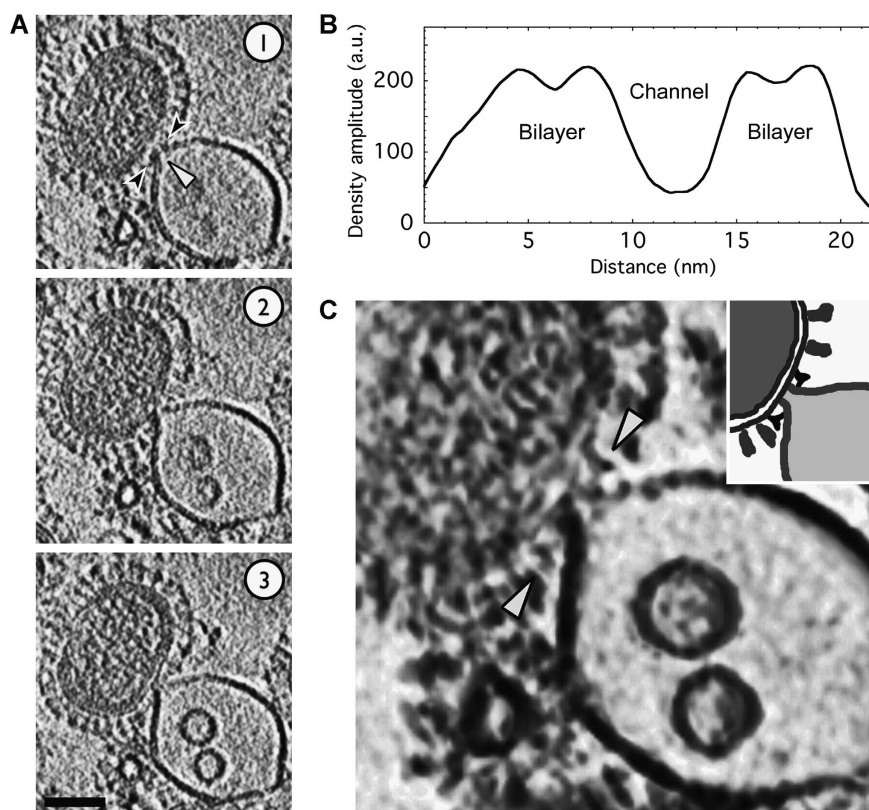 A
1
2
3
B
Density amplitude (a.u.)
200
100
0
Bilayer
Channel
Bilayer
0
5
10
15
20
Distance (nm)
C